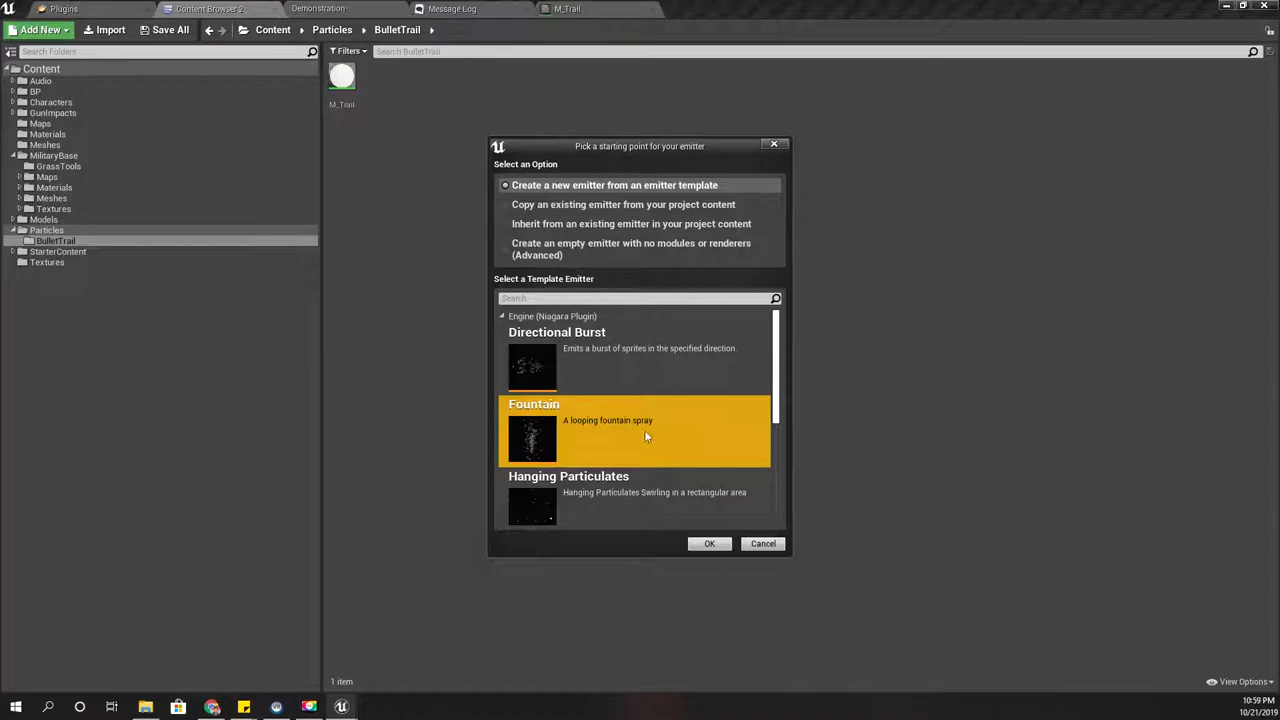 Plugins
Content Browser 2
Demonstration
Message Log
M_Trail
Add New
Import
Save All
Content
Particles
BulletTrail
Search Folders
Filters
Search BulletTrail
Content
Audio
BP
Characters
GunImpacts
Maps
Materials
Meshes
MilitaryBase
GrassTools
Maps
Materials
Meshes
Textures
Models
Particles
BulletTrail
StarterContent
Textures
M_Trail
Pick a starting point for your emitter
Select an Option
Create a new emitter from an emitter template
Copy an existing emitter from your project content
Inherit from an existing emitter in your project content
Create an empty emitter with no modules or renderers
(Advanced)
Select a Template Emitter
Search
Engine (Niagara Plugin)
Directional Burst
Emits a burst of sprites in the specified direction.
Fountain
A looping fountain spray
Hanging Particulates
Hanging Particulates Swirling in a rectangular area
OK
Cancel
1 item
View Options
10:59 PM
10/21/2019